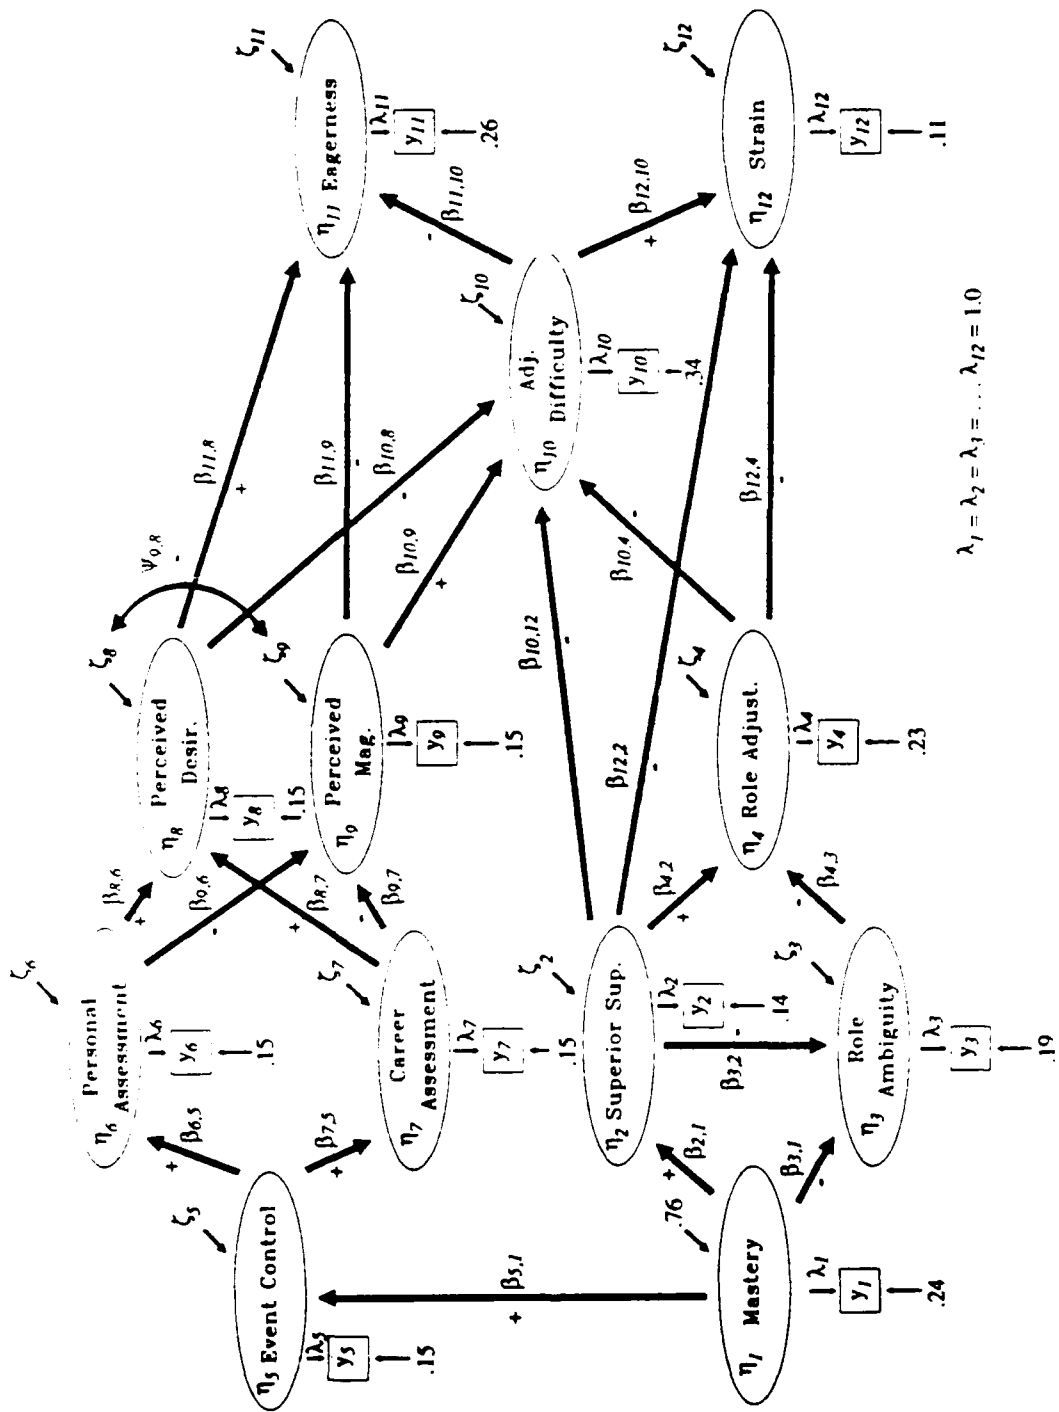 η6 Personal Assessment
ζ6
λ6
y6
.15
β6,5
+
β8,6
+
η8 Perceived Desir.
ζ8
λ8
y8
.15
ψ9,8
-
β11,8
+
η11 Eagerness
ζ11
λ11
y11
.26
η5 Event Control
ζ5
λ5
y5
.15
β7,5
+
β9,6
-
β8,7
+
β9,7
-
η9 Perceived Mag.
ζ9
λ9
y9
.15
β11,9
-
β10,8
-
β10,9
+
β11,10
-
η7 Career Assessment
ζ7
λ7
y7
.15
η10 Adj. Difficulty
ζ10
λ10
y10
.34
β5,1
+
η2 Superior Sup.
ζ2
λ2
y2
.14
β10,12
-
β12,2
-
β10,4
-
β12,10
+
β2,1
+
.76
β3,2
-
β4,2
+
η4 Role Adjust.
ζ4
λ4
y4
.23
β12,4
-
η12 Strain
ζ12
λ12
y12
.11
η1 Mastery
λ1
y1
.24
β3,1
-
η3 Role Ambiguity
ζ3
λ3
y3
.19
β4,3
-
λ1 = λ2 = λ3 = . . . λ12 = 1.0